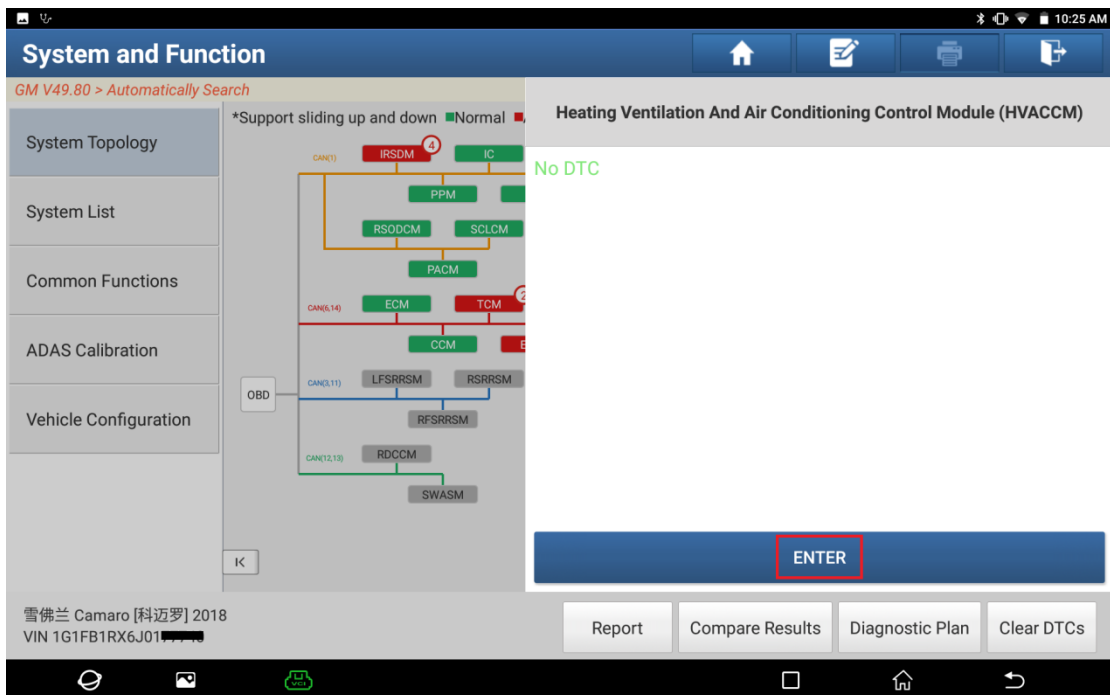 10:25 AM
System and Function
GM V49.80 > Automatically Search
System Topology
System List
Common Functions
ADAS Calibration
Vehicle Configuration
*Support sliding up and down Normal
CAN(1)
IRSDM
4
IC
PPM
RSODCM
SCLCM
PACM
CAN(6,14)
ECM
TCM
2
CCM
OBD
CAN(3,11)
LFSRRSM
RSRRSM
RFSRRSM
CAN(12,13)
RDCCM
SWASM
Heating Ventilation And Air Conditioning Control Module (HVACCM)
No DTC
ENTER
雪佛兰 Camaro [科迈罗] 2018
VIN 1G1FB1RX6J01
Report
Compare Results
Diagnostic Plan
Clear DTCs
VCI